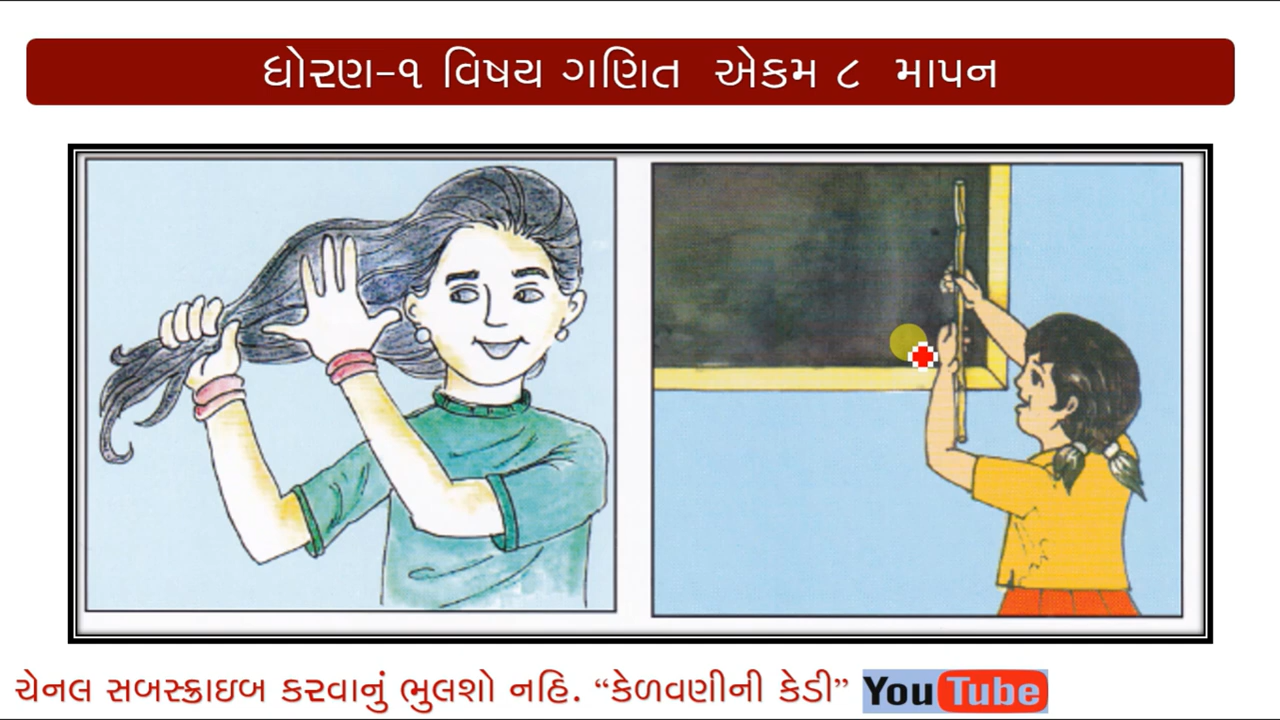 ધોરણ-૧ વિષય ગણિત એકમ ૮ માપન
ચેનલ સબસ્ક્રાઇબ કરવાનું ભુલશો નહિ. “કેળવણીની કેડી” YouTube